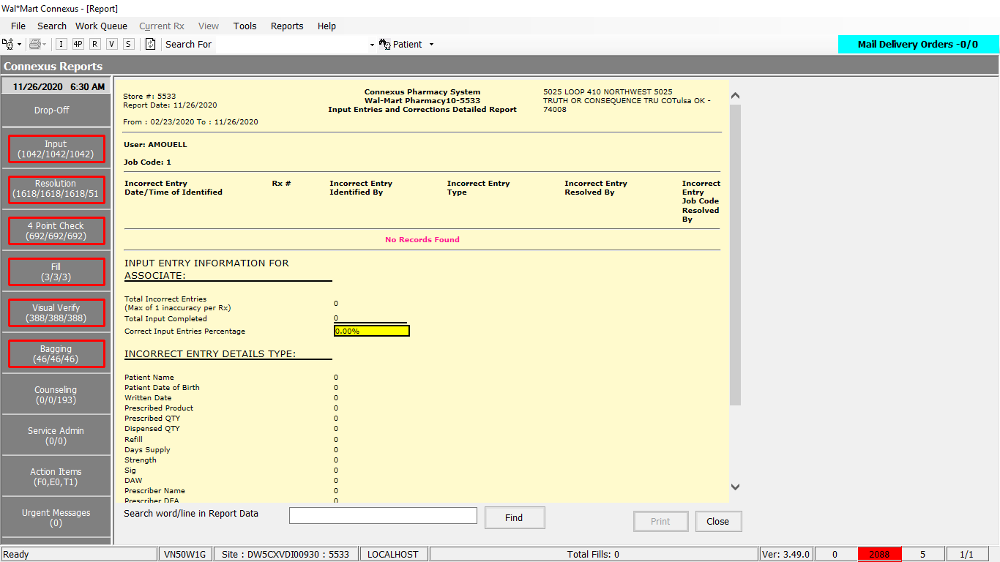 Wal*Mart Connexus - [Report]
File Search Work Queue Current Rx View Tools Reports Help
I 4P R V S Search For Patient
Mail Delivery Orders -0/0
Connexus Reports
11/26/2020 6:30 AM
Drop-Off
Input
(1042/1042/1042)
Resolution
(1618/1618/1618/51
4 Point Check
(692/692/692)
Fill
(3/3/3)
Visual Verify
(388/388/388)
Bagging
(46/46/46)
Counseling
(0/0/193)
Service Admin
(0/0)
Action Items
(F0,E0,T1)
Urgent Messages
(0)
Store #: 5533
Report Date: 11/26/2020
From : 02/23/2020 To : 11/26/2020
Connexus Pharmacy System
Wal-Mart Pharmacy10-5533
Input Entries and Corrections Detailed Report
5025 LOOP 410 NORTHWEST 5025
TRUTH OR CONSEQUENCE TRU COTulsa OK -
74008
User: AMOUELL
Job Code: 1
Incorrect Entry
Date/Time of Identified
Rx #
Incorrect Entry
Identified By
Incorrect Entry
Type
Incorrect Entry
Resolved By
Incorrect
Entry
Job Code
Resolved
By
No Records Found
INPUT ENTRY INFORMATION FOR
ASSOCIATE:
Total Incorrect Entries
(Max of 1 inaccuracy per Rx) 0
Total Input Completed 0
Correct Input Entries Percentage 0.00%
INCORRECT ENTRY DETAILS TYPE:
Patient Name 0
Patient Date of Birth 0
Written Date 0
Prescribed Product 0
Prescribed QTY 0
Dispensed QTY 0
Refill 0
Days Supply 0
Strength 0
Sig 0
DAW 0
Prescriber Name 0
Prescriber DEA 0
Search word/line in Report Data Find Print Close
Ready VN50W1G Site : DW5CXVDI00930 : 5533 LOCALHOST Total Fills: 0 Ver: 3.49.0 0 2088 5 1/1